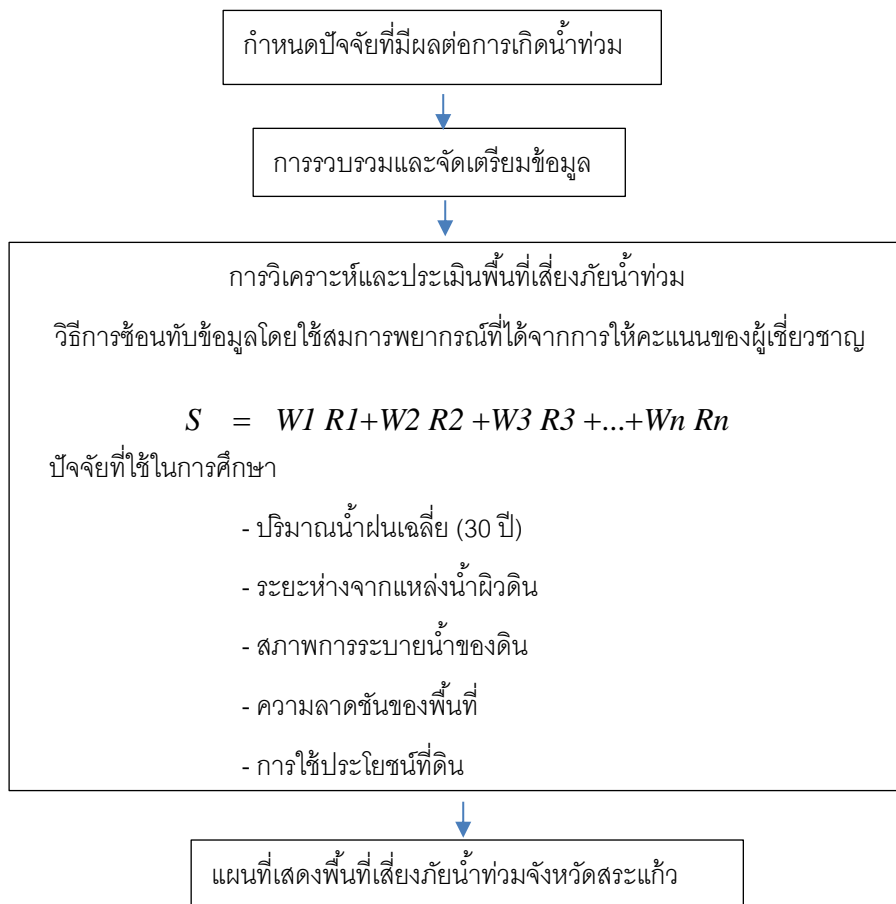 กำหนดปัจจัยที่มีผลต่อการเกิดน้ำท่วม
การรวบรวมและจัดเตรียมข้อมูล
การวิเคราะห์และประเมินพื้นที่เสี่ยงภัยน้ำท่วม
วิธีการซ้อนทับข้อมูลโดยใช้สมการพยากรณ์ที่ได้จากการให้คะแนนของผู้เชี่ยวชาญ
S = W1 R1+W2 R2 +W3 R3 +...+Wn Rn
ปัจจัยที่ใช้ในการศึกษา
- ปริมาณน้ำฝนเฉลี่ย (30 ปี)
- ระยะห่างจากแหล่งน้ำผิวดิน
- สภาพการระบายน้ำของดิน
- ความลาดชันของพื้นที่
- การใช้ประโยชน์ที่ดิน
แผนที่แสดงพื้นที่เสี่ยงภัยน้ำท่วมจังหวัดสระแก้ว